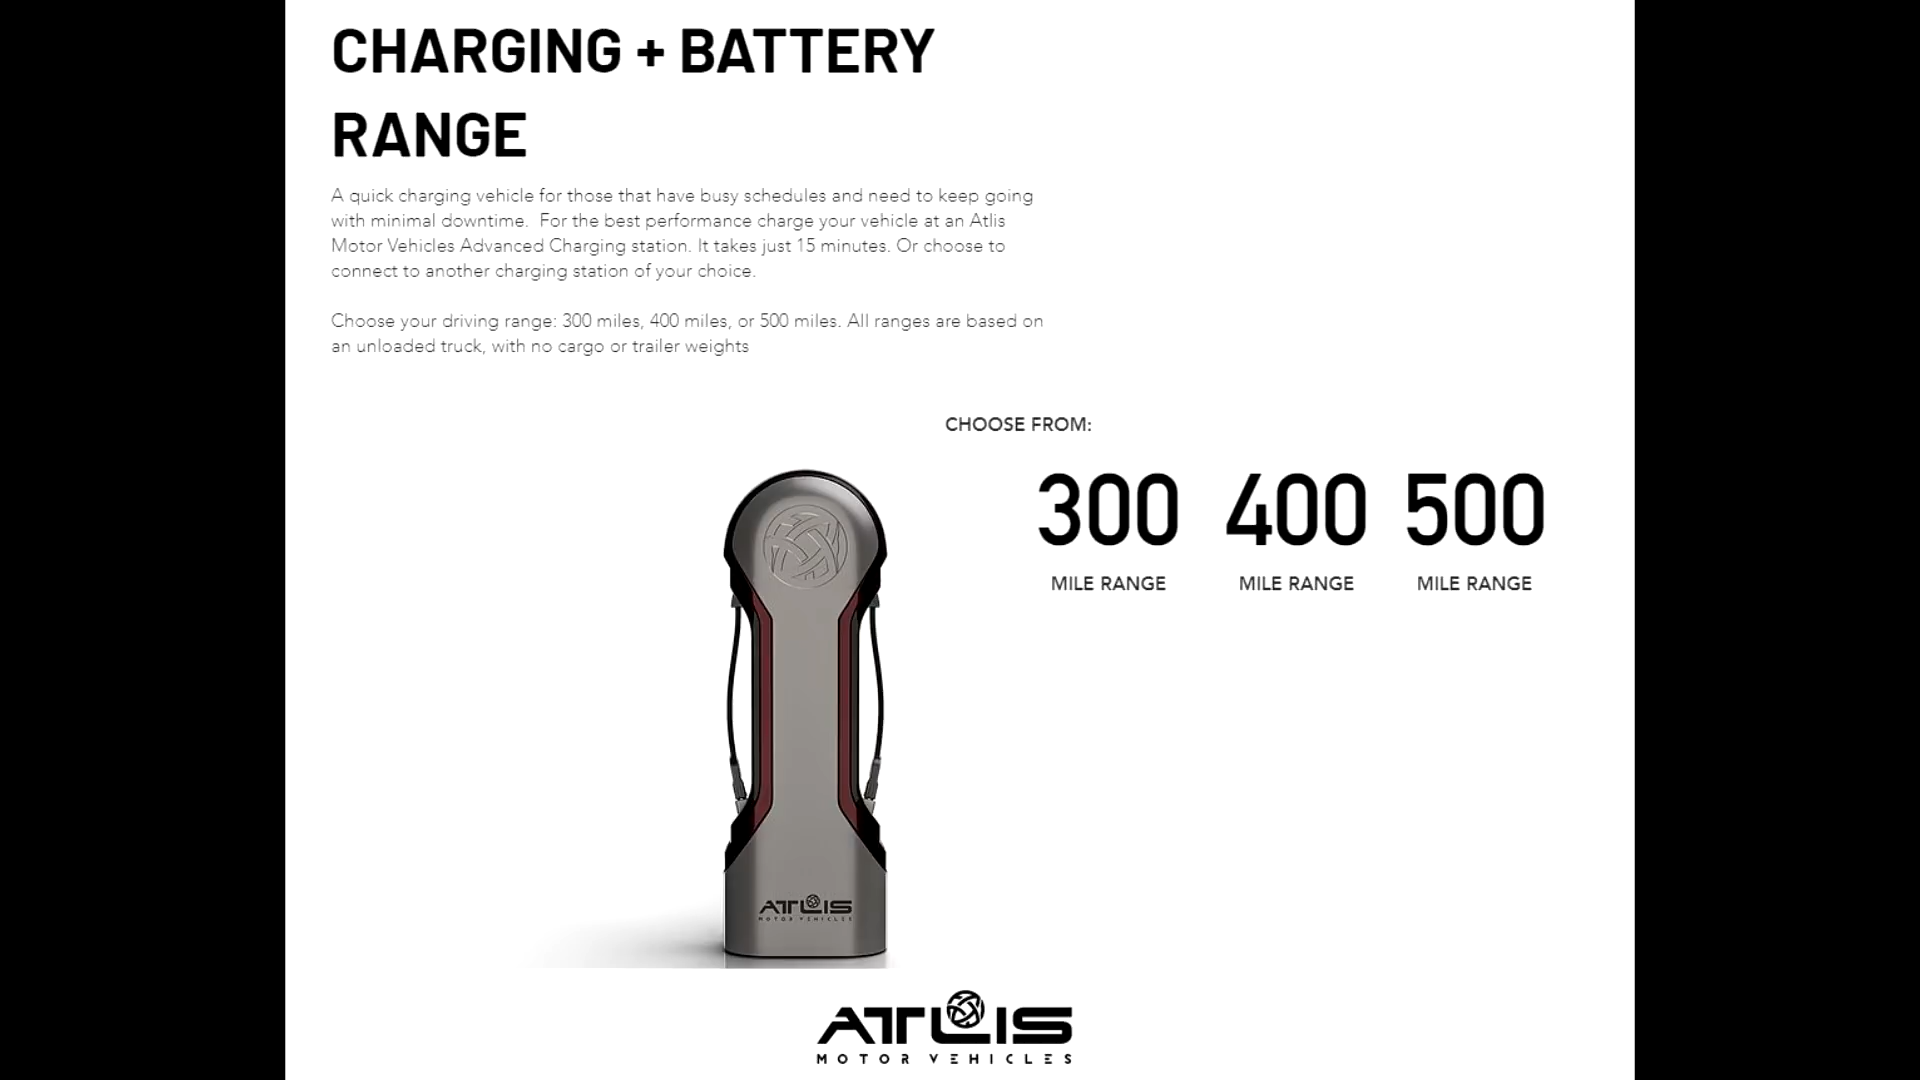 CHARGING + BATTERY
RANGE
A quick charging vehicle for those that have busy schedules and need to keep going
with minimal downtime.  For the best performance charge your vehicle at an Atlis
Motor Vehicles Advanced Charging station. It takes just 15 minutes. Or choose to
connect to another charging station of your choice.
Choose your driving range: 300 miles, 400 miles, or 500 miles. All ranges are based on
an unloaded truck, with no cargo or trailer weights
CHOOSE FROM:
300 400 500
MILE RANGE MILE RANGE MILE RANGE
ATLIS
MOTOR VEHICLES
ATLIS
MOTOR VEHICLES